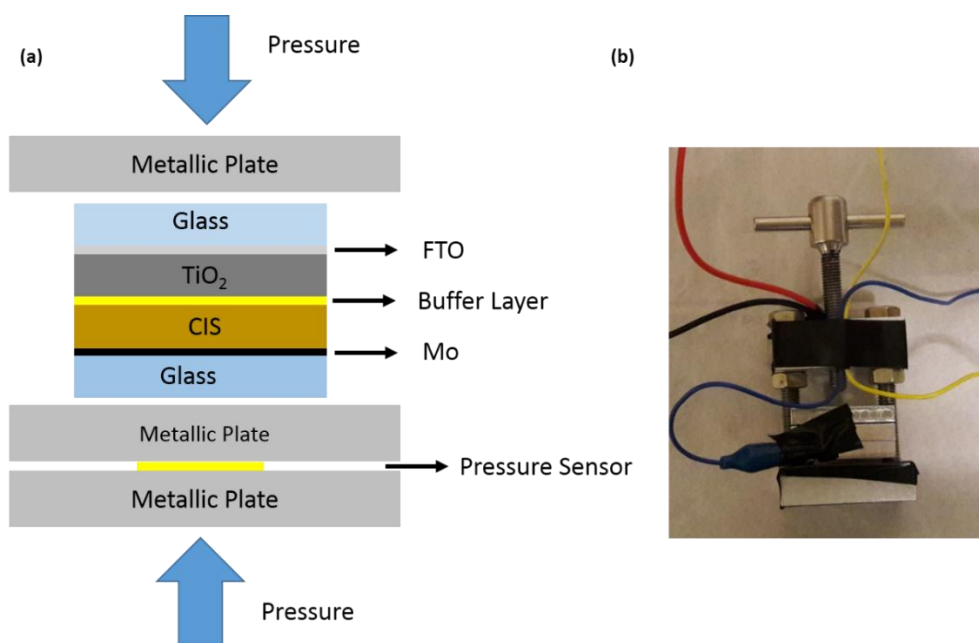 (a)
Pressure
(b)
Metallic Plate
Glass
FTO
TiO₂
Buffer Layer
CIS
Mo
Glass
Metallic Plate
Pressure Sensor
Metallic Plate
Pressure